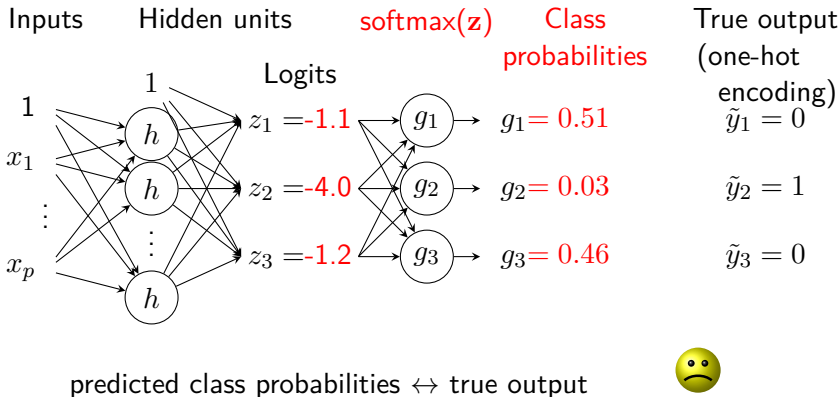 Inputs Hidden units softmax(z) Class probabilities True output (one-hot encoding)
Logits
1
1 h z₁ = -1.1 g₁ g₁ = 0.51 ỹ₁ = 0
x₁ h z₂ = -4.0 g₂ g₂ = 0.03 ỹ₂ = 1
⋮ ⋮ z₃ = -1.2 g₃ g₃ = 0.46 ỹ₃ = 0
xₚ h
predicted class probabilities ↔ true output